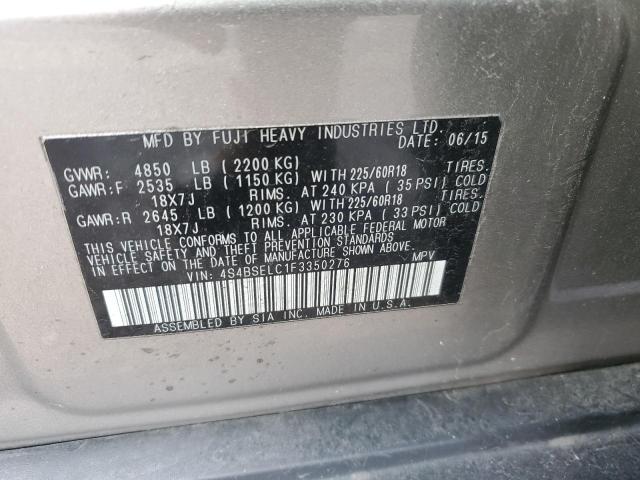 MFD BY FUJI HEAVY INDUSTRIES LTD.
DATE: 06/15
GVWR: 4850 LB (2200 KG)
GAWR:F 2535 LB (1150 KG) WITH 225/60R18 TIRES.
18X7J RIMS. AT 240 KPA (35 PSI) COLD
GAWR:R 2645 LB (1200 KG) WITH 225/60R18 TIRES.
18X7J RIMS. AT 230 KPA (33 PSI) COLD
THIS VEHICLE CONFORMS TO ALL APPLICABLE FEDERAL MOTOR
VEHICLE SAFETY AND THEFT PREVENTION STANDARDS
IN EFFECT ON THE DATE OF MANUFACTURE SHOWN ABOVE.
VIN: 4S4BSELC1F3350276 MPV
ASSEMBLED BY SIA INC. MADE IN U.S.A.